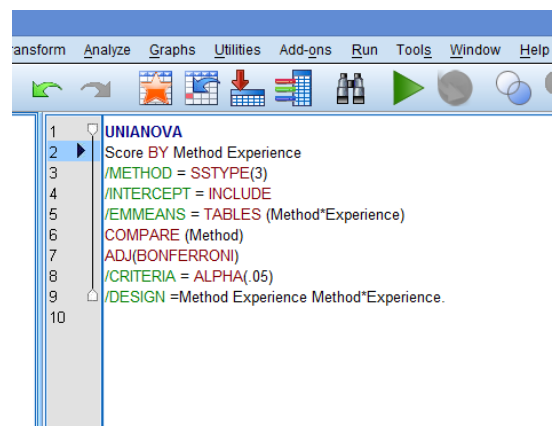 ansform Analyze Graphs Utilities Add-ons Run Tools Window Help
1 UNIANOVA
2 Score BY Method Experience
3 /METHOD = SSTYPE(3)
4 /INTERCEPT = INCLUDE
5 /EMMEANS = TABLES (Method*Experience)
6 COMPARE (Method)
7 ADJ(BONFERRONI)
8 /CRITERIA = ALPHA(.05)
9 /DESIGN =Method Experience Method*Experience.
10